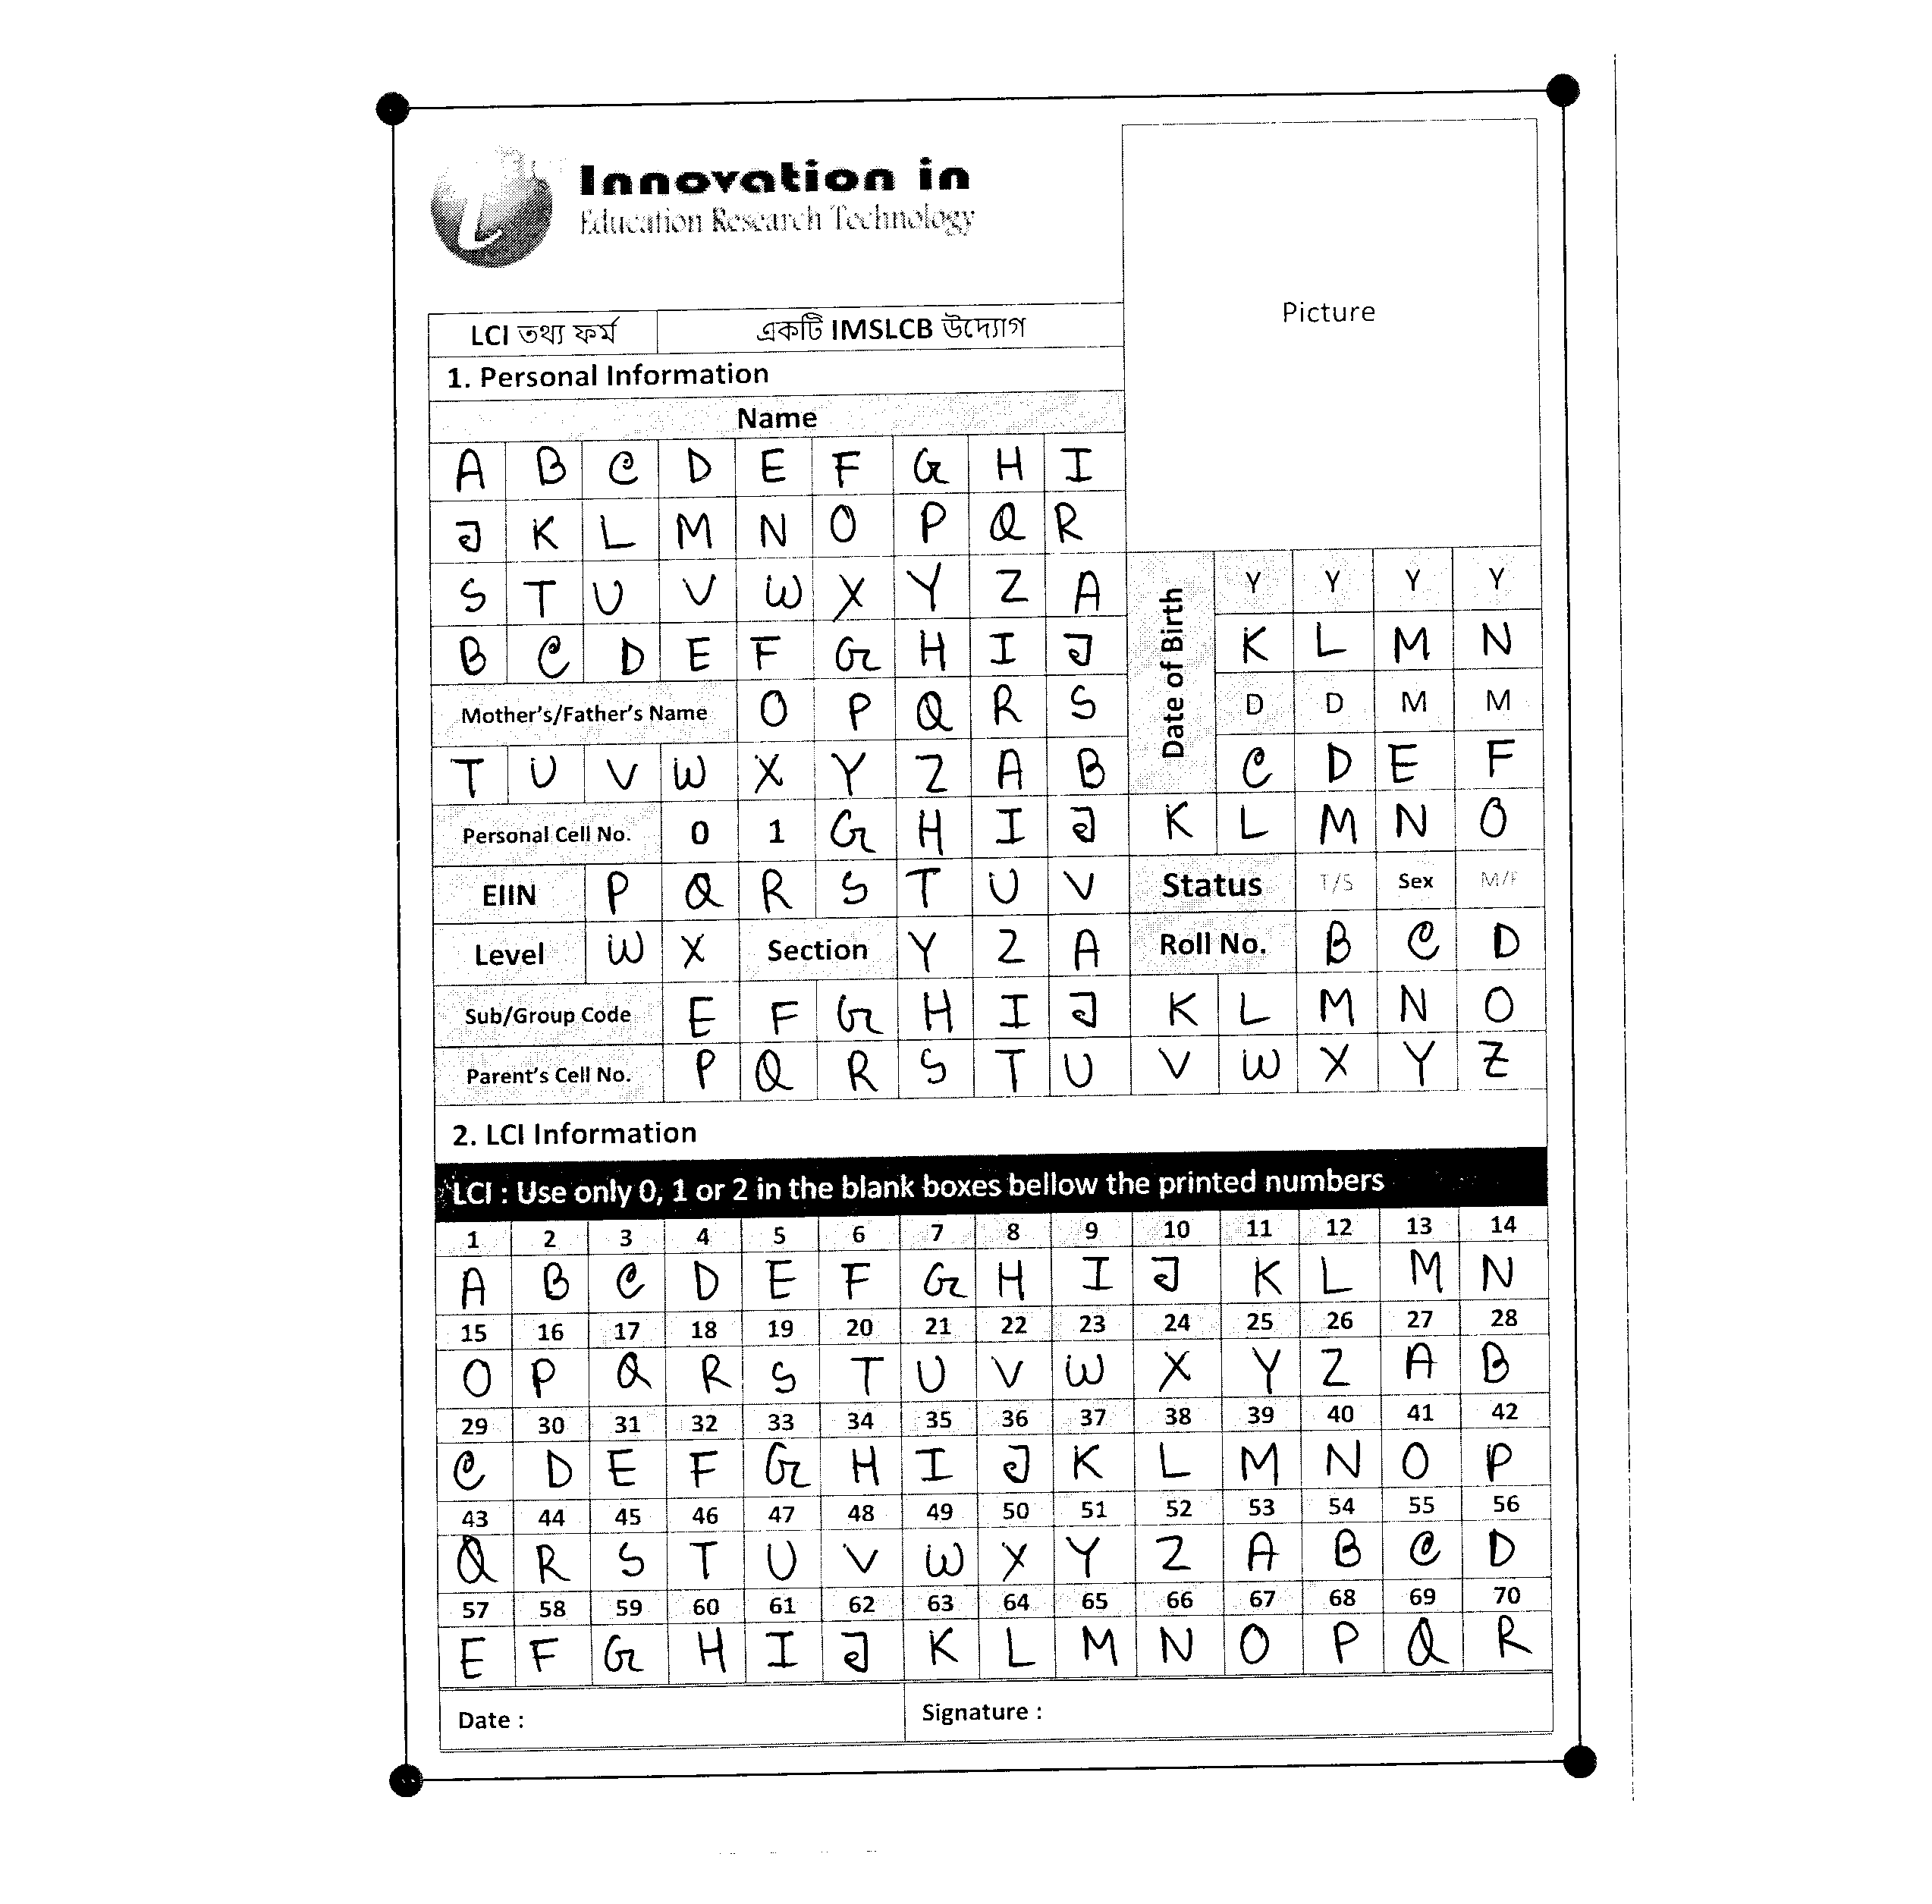 Innovation in
Education Research Technology
Picture
LCI তথ্য ফর্ম একটি IMSLCB উদ্যোগ
1. Personal Information
Name
A B C D E F G H I
J K L M N O P Q R
S T U V W X Y Z A
B C D E F G H I J
Mother's/Father's Name O P Q R S
T U V W X Y Z A B
Date of Birth
Y Y Y Y
K L M N
D D M M
C D E F
Personal Cell No. 0 1 G H I J K L M N O
EIIN P Q R S T U V Status T/S Sex M/F
Level W X Section Y Z A Roll No. B C D
Sub/Group Code E F G H I J K L M N O
Parent's Cell No. P Q R S T U V W X Y Z
2. LCI Information
LCI : Use only 0, 1 or 2 in the blank boxes bellow the printed numbers
1 2 3 4 5 6 7 8 9 10 11 12 13 14
A B C D E F G H I J K L M N
15 16 17 18 19 20 21 22 23 24 25 26 27 28
O P Q R S T U V W X Y Z A B
29 30 31 32 33 34 35 36 37 38 39 40 41 42
C D E F G H I J K L M N O P
43 44 45 46 47 48 49 50 51 52 53 54 55 56
Q R S T U V W X Y Z A B C D
57 58 59 60 61 62 63 64 65 66 67 68 69 70
E F G H I J K L M N O P Q R
Date : Signature :